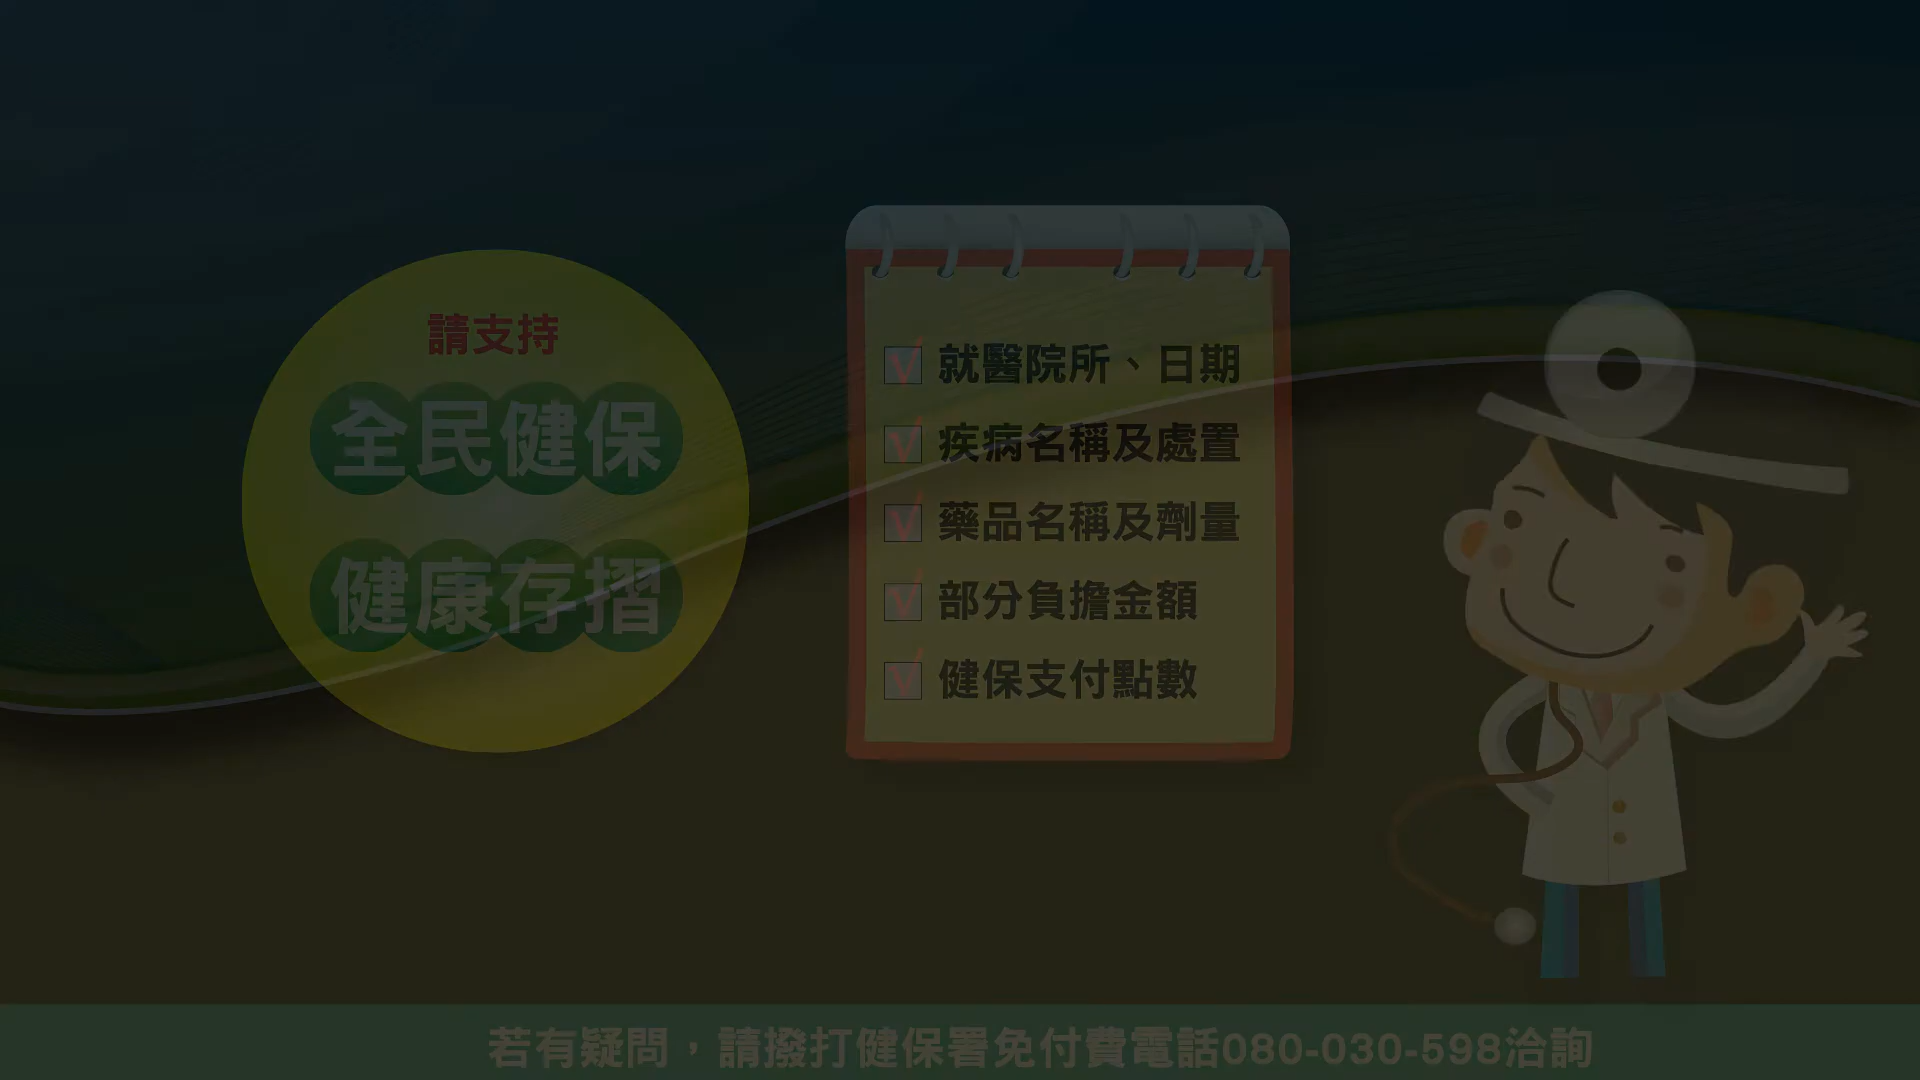 請支持
全民健保
健康存摺
就醫院所、日期
疾病名稱及處置
藥品名稱及劑量
部分負擔金額
健保支付點數
若有疑問，請撥打健保署免付費電話080-030-598洽詢